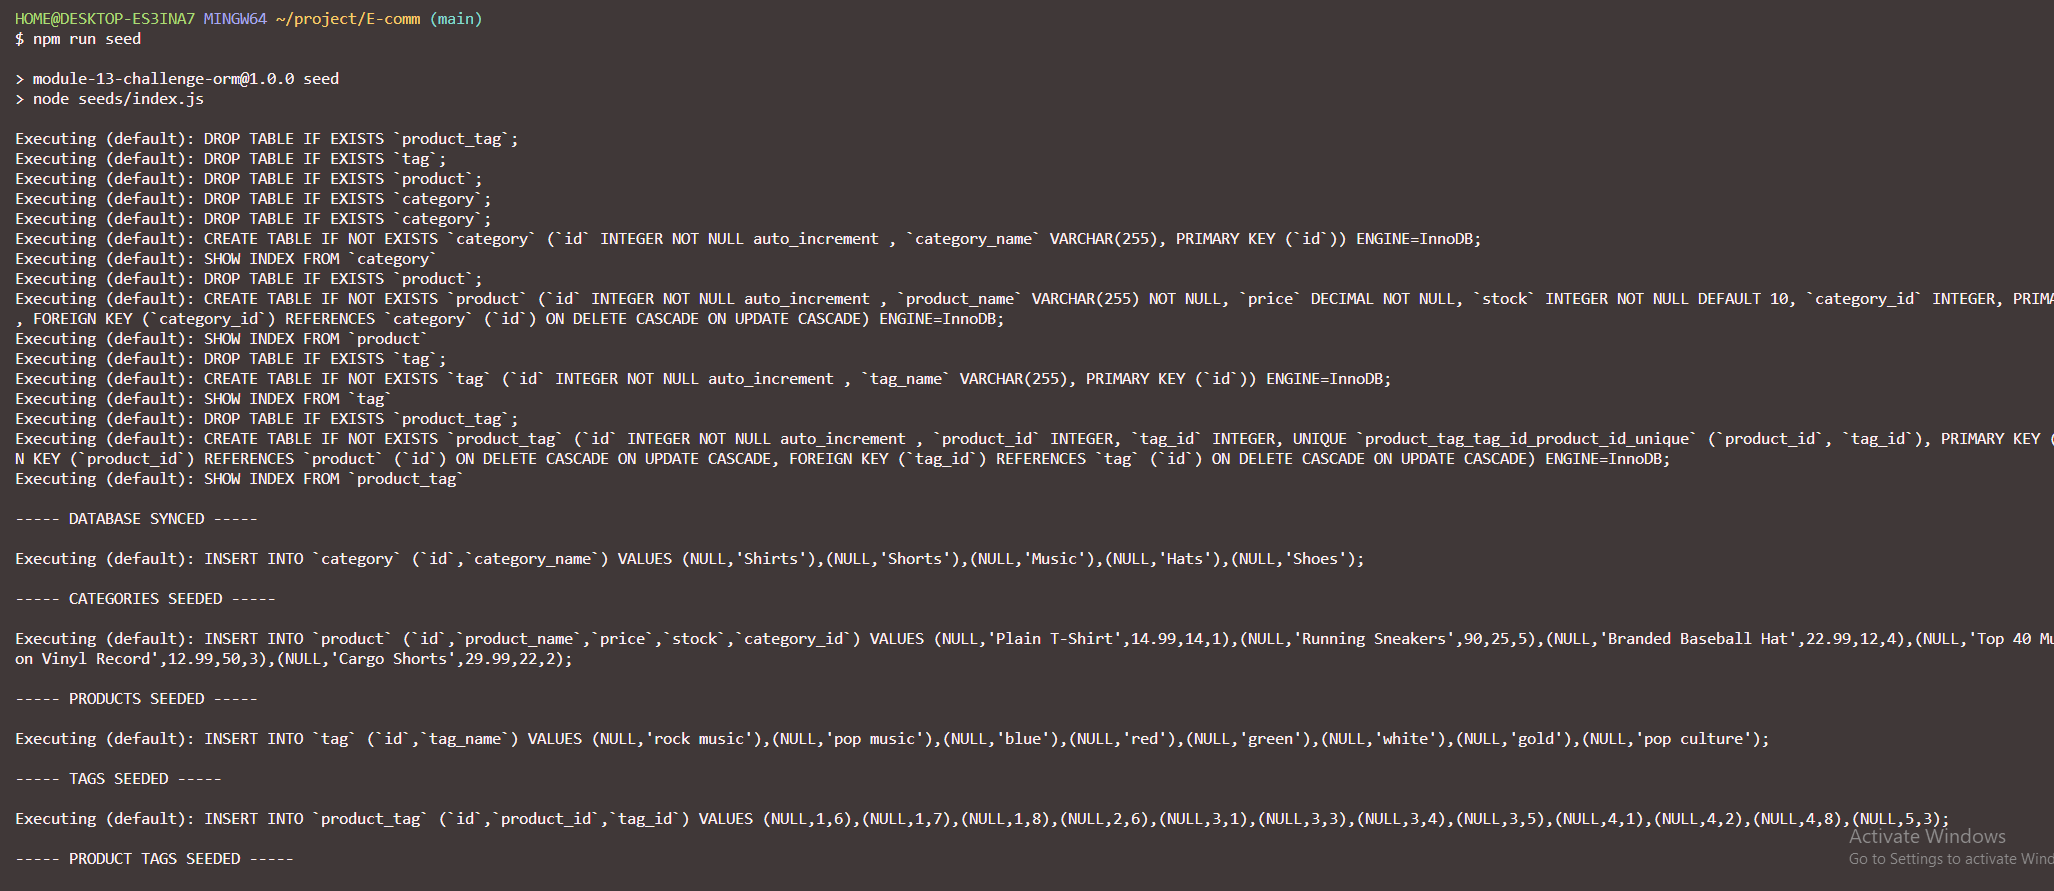 HOME@DESKTOP-ES3INA7 MINGW64 ~/project/E-comm (main)
$ npm run seed
> module-13-challenge-orm@1.0.0 seed
> node seeds/index.js
Executing (default): DROP TABLE IF EXISTS `product_tag`;
Executing (default): DROP TABLE IF EXISTS `tag`;
Executing (default): DROP TABLE IF EXISTS `product`;
Executing (default): DROP TABLE IF EXISTS `category`;
Executing (default): DROP TABLE IF EXISTS `category`;
Executing (default): CREATE TABLE IF NOT EXISTS `category` (`id` INTEGER NOT NULL auto_increment , `category_name` VARCHAR(255), PRIMARY KEY (`id`)) ENGINE=InnoDB;
Executing (default): SHOW INDEX FROM `category`
Executing (default): DROP TABLE IF EXISTS `product`;
Executing (default): CREATE TABLE IF NOT EXISTS `product` (`id` INTEGER NOT NULL auto_increment , `product_name` VARCHAR(255) NOT NULL, `price` DECIMAL NOT NULL, `stock` INTEGER NOT NULL DEFAULT 10, `category_id` INTEGER, PRIMA
, FOREIGN KEY (`category_id`) REFERENCES `category` (`id`) ON DELETE CASCADE ON UPDATE CASCADE) ENGINE=InnoDB;
Executing (default): SHOW INDEX FROM `product`
Executing (default): DROP TABLE IF EXISTS `tag`;
Executing (default): CREATE TABLE IF NOT EXISTS `tag` (`id` INTEGER NOT NULL auto_increment , `tag_name` VARCHAR(255), PRIMARY KEY (`id`)) ENGINE=InnoDB;
Executing (default): SHOW INDEX FROM `tag`
Executing (default): DROP TABLE IF EXISTS `product_tag`;
Executing (default): CREATE TABLE IF NOT EXISTS `product_tag` (`id` INTEGER NOT NULL auto_increment , `product_id` INTEGER, `tag_id` INTEGER, UNIQUE `product_tag_tag_id_product_id_unique` (`product_id`, `tag_id`), PRIMARY KEY (
N KEY (`product_id`) REFERENCES `product` (`id`) ON DELETE CASCADE ON UPDATE CASCADE, FOREIGN KEY (`tag_id`) REFERENCES `tag` (`id`) ON DELETE CASCADE ON UPDATE CASCADE) ENGINE=InnoDB;
Executing (default): SHOW INDEX FROM `product_tag`
----- DATABASE SYNCED -----
Executing (default): INSERT INTO `category` (`id`,`category_name`) VALUES (NULL,'Shirts'),(NULL,'Shorts'),(NULL,'Music'),(NULL,'Hats'),(NULL,'Shoes');
----- CATEGORIES SEEDED -----
Executing (default): INSERT INTO `product` (`id`,`product_name`,`price`,`stock`,`category_id`) VALUES (NULL,'Plain T-Shirt',14.99,14,1),(NULL,'Running Sneakers',90,25,5),(NULL,'Branded Baseball Hat',22.99,12,4),(NULL,'Top 40 Mu
on Vinyl Record',12.99,50,3),(NULL,'Cargo Shorts',29.99,22,2);
----- PRODUCTS SEEDED -----
Executing (default): INSERT INTO `tag` (`id`,`tag_name`) VALUES (NULL,'rock music'),(NULL,'pop music'),(NULL,'blue'),(NULL,'red'),(NULL,'green'),(NULL,'white'),(NULL,'gold'),(NULL,'pop culture');
----- TAGS SEEDED -----
Executing (default): INSERT INTO `product_tag` (`id`,`product_id`,`tag_id`) VALUES (NULL,1,6),(NULL,1,7),(NULL,1,8),(NULL,2,6),(NULL,3,1),(NULL,3,3),(NULL,3,4),(NULL,3,5),(NULL,4,1),(NULL,4,2),(NULL,4,8),(NULL,5,3);
----- PRODUCT TAGS SEEDED -----
Activate Windows
Go to Settings to activate Wind